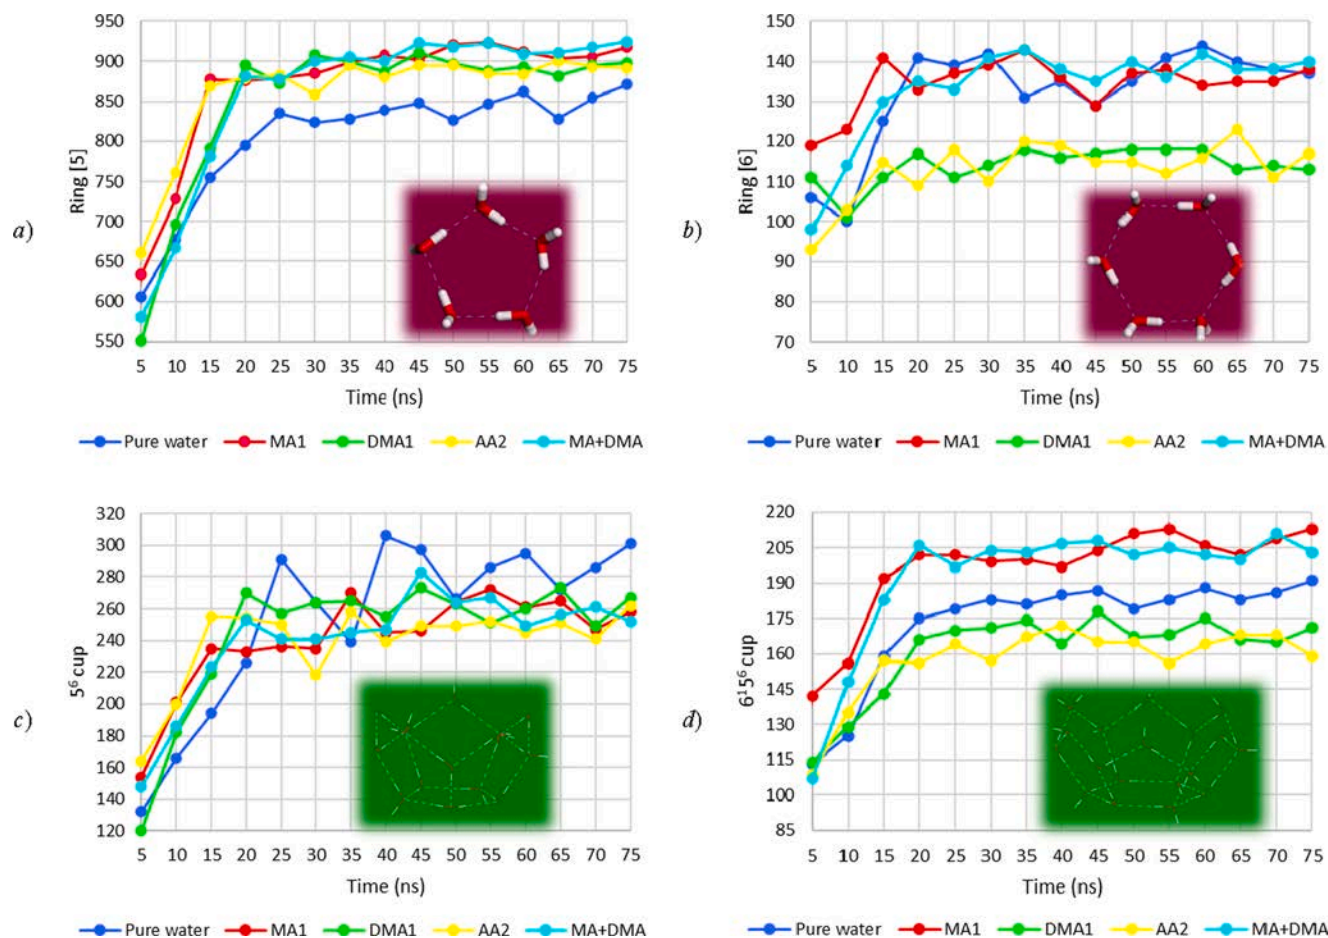 a)
Ring [5]
950
900
850
800
750
700
650
600
550
5 10 15 20 25 30 35 40 45 50 55 60 65 70 75
Time (ns)
Pure water MA1 DMA1 AA2 MA+DMA
b)
Ring [6]
150
140
130
120
110
100
90
80
70
5 10 15 20 25 30 35 40 45 50 55 60 65 70 75
Time (ns)
Pure water MA1 DMA1 AA2 MA+DMA
c)
5⁶ cup
320
300
280
260
240
220
200
180
160
140
120
5 10 15 20 25 30 35 40 45 50 55 60 65 70 75
Time (ns)
Pure water MA1 DMA1 AA2 MA+DMA
d)
6¹5⁶ cup
220
205
190
175
160
145
130
115
100
85
5 10 15 20 25 30 35 40 45 50 55 60 65 70 75
Time (ns)
Pure water MA1 DMA1 AA2 MA+DMA